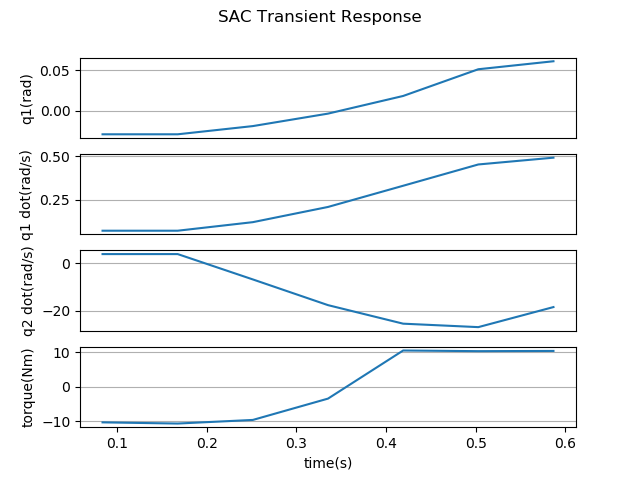 SAC Transient Response
q1(rad)
0.05
0.00
q1 dot(rad/s)
0.50
0.25
q2 dot(rad/s)
0
−20
torque(Nm)
10
0
−10
0.1 0.2 0.3 0.4 0.5 0.6
time(s)